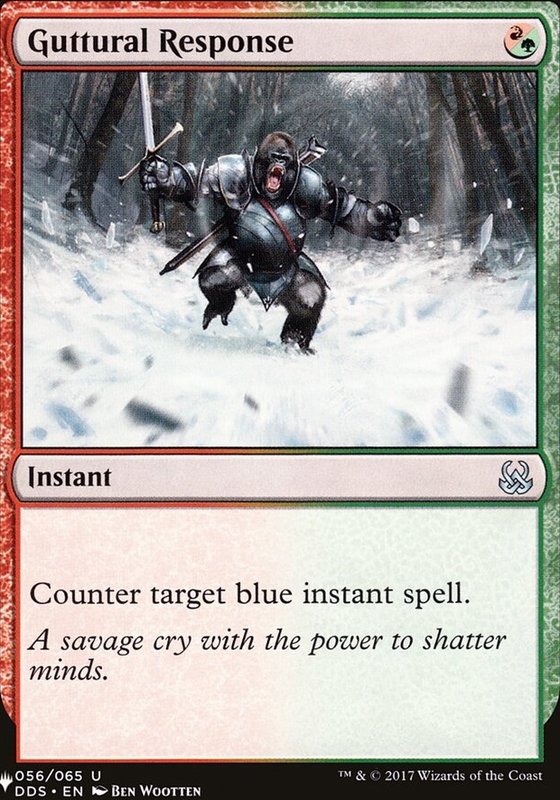 Guttural Response
Instant
Counter target blue instant spell.
A savage cry with the power to shatter
minds.
056/065 U
DDS • EN Ben Wootten
™ & © 2017 Wizards of the Coast